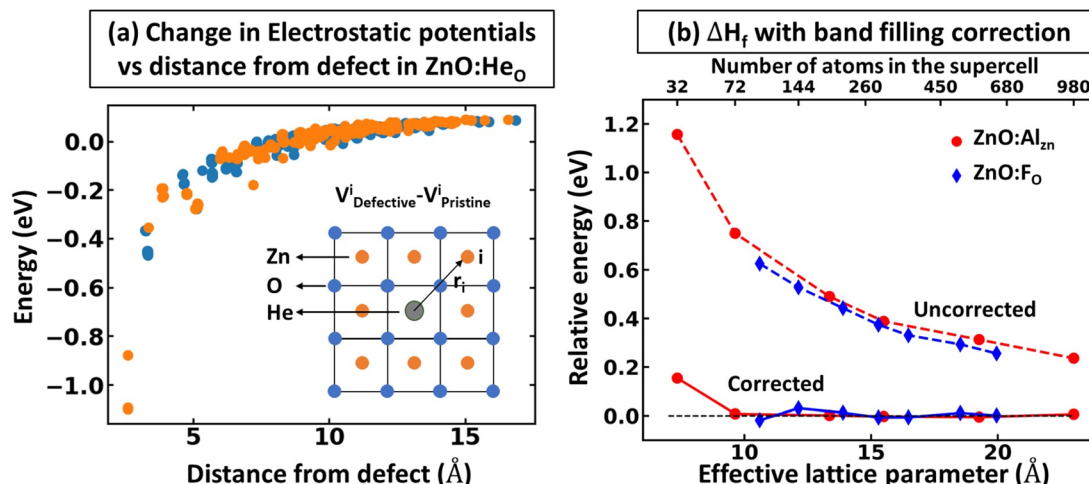 (a) Change in Electrostatic potentials
vs distance from defect in ZnO:HeO
0.0
−0.2
−0.4
−0.6
−0.8
−1.0
Energy (eV)
5
10
15
Distance from defect (Å)
ViDefective-ViPristine
Zn
O
He
i
ri
(b) ΔHf with band filling correction
Number of atoms in the supercell
32 72 144 260 450 680 980
1.2
1.0
0.8
0.6
0.4
0.2
0.0
Relative energy (eV)
ZnO:Alzn
ZnO:FO
Uncorrected
Corrected
10 15 20
Effective lattice parameter (Å)